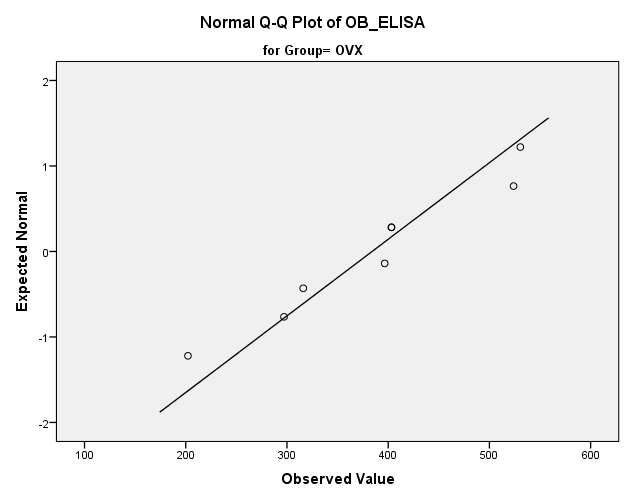 Normal Q-Q Plot of OB_ELISA
for Group= OVX
2
1
0
-1
-2
Expected Normal
100 200 300 400 500 600
Observed Value